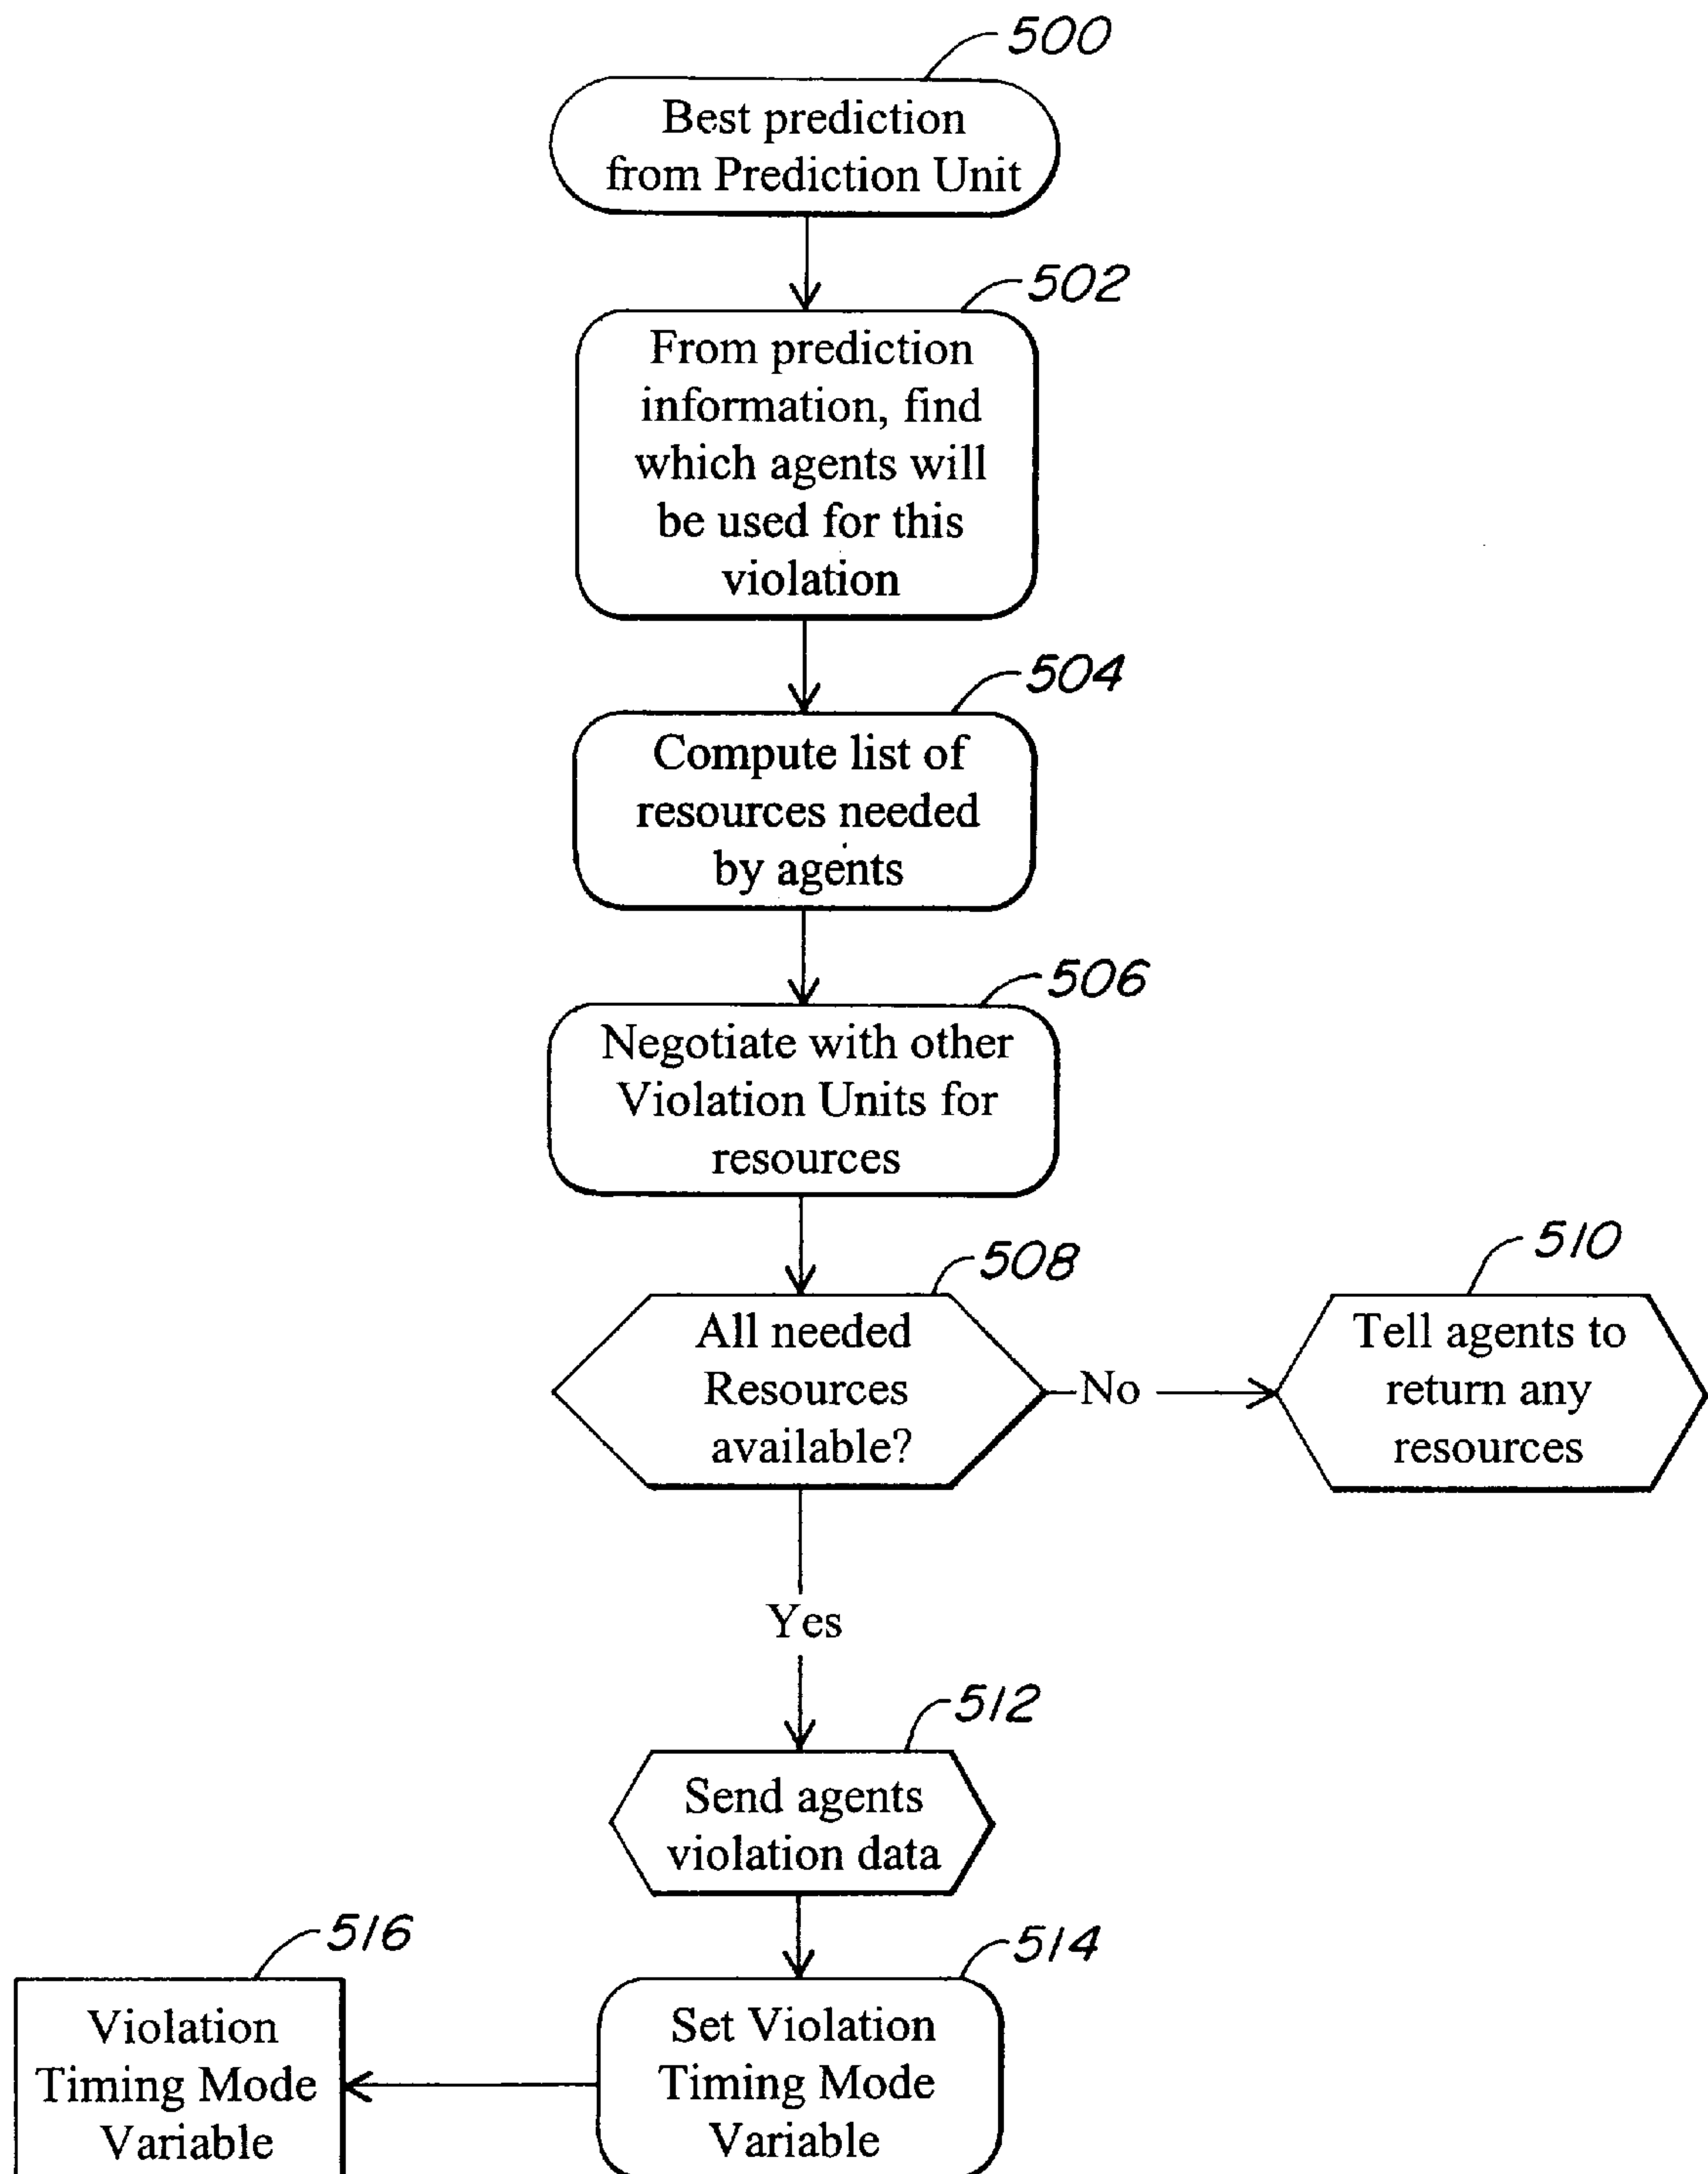 500
Best prediction
from Prediction Unit
502
From prediction
information, find
which agents will
be used for this
violation
504
Compute list of
resources needed
by agents
506
Negotiate with other
Violation Units for
resources
508
All needed
Resources
available?
No
510
Tell agents to
return any
resources
Yes
512
Send agents
violation data
514
Set Violation
Timing Mode
Variable
516
Violation
Timing Mode
Variable